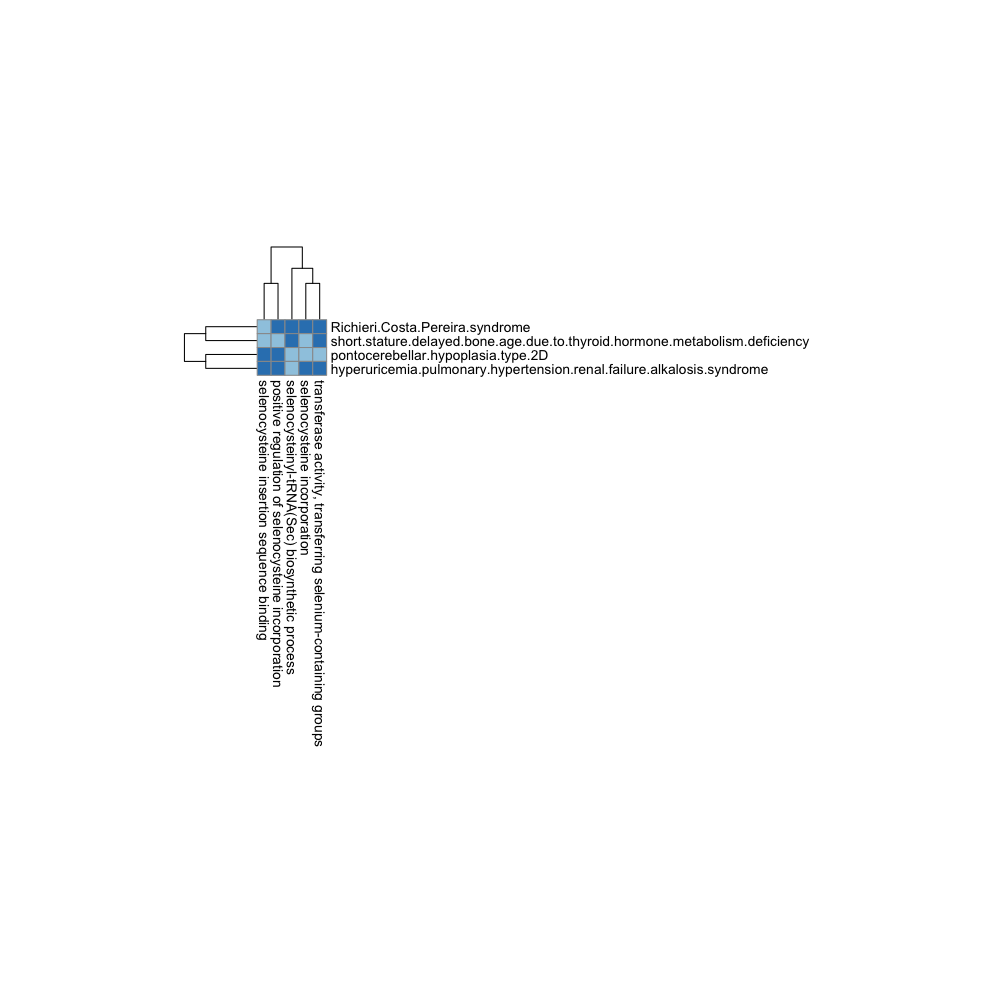 Richieri.Costa.Pereira.syndrome
short.stature.delayed.bone.age.due.to.thyroid.hormone.metabolism.deficiency
pontocerebellar.hypoplasia.type.2D
hyperuricemia.pulmonary.hypertension.renal.failure.alkalosis.syndrome
selenocysteine insertion sequence binding
positive regulation of selenocysteine incorporation
selenocysteinyl-tRNA(Sec) biosynthetic process
selenocysteine incorporation
transferase activity, transferring selenium-containing groups